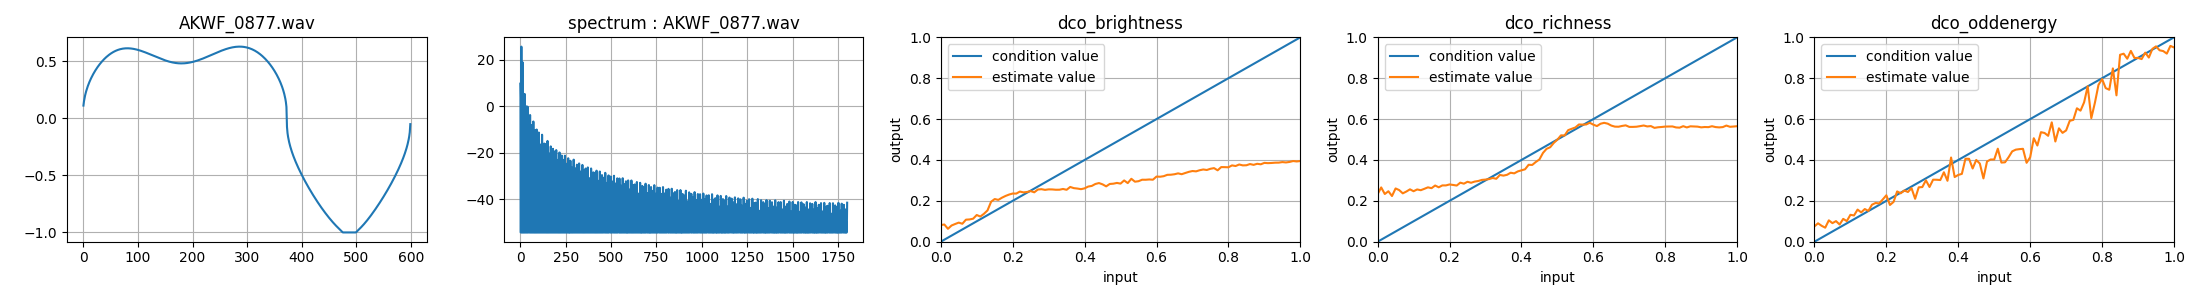 AKWF_0877.wav
0.5
0.0
−0.5
−1.0
0 100 200 300 400 500 600
spectrum : AKWF_0877.wav
20
0
−20
−40
0 250 500 750 1000 1250 1500 1750
dco_brightness
condition value
estimate value
output
1.0
0.8
0.6
0.4
0.2
0.0
0.0 0.2 0.4 0.6 0.8 1.0
input
dco_richness
condition value
estimate value
output
1.0
0.8
0.6
0.4
0.2
0.0
0.0 0.2 0.4 0.6 0.8 1.0
input
dco_oddenergy
condition value
estimate value
output
1.0
0.8
0.6
0.4
0.2
0.0
0.0 0.2 0.4 0.6 0.8 1.0
input